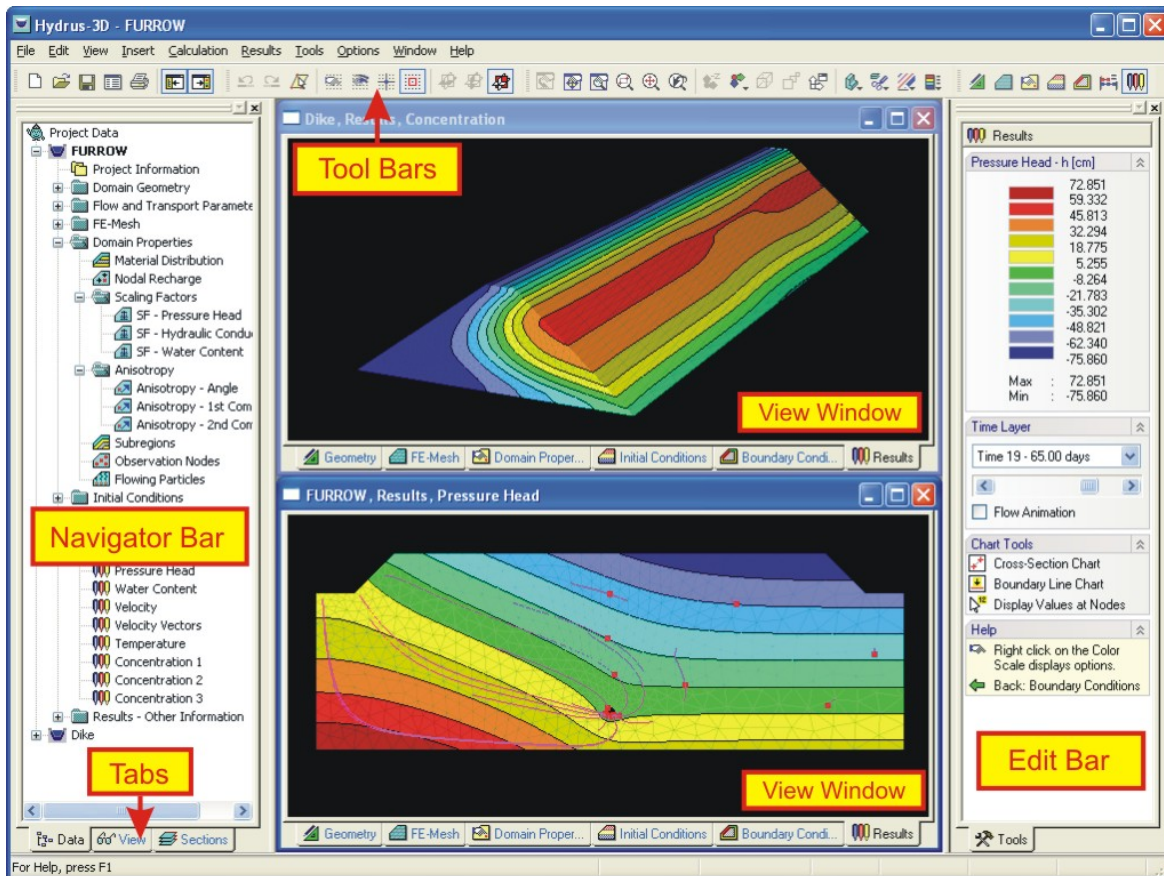 Hydrus-3D - FURROW
File Edit View Insert Calculation Results Tools Options Window Help
Tool Bars
Project Data
FURROW
Project Information
Domain Geometry
Flow and Transport Paramete
FE-Mesh
Domain Properties
Material Distribution
Nodal Recharge
Scaling Factors
SF - Pressure Head
SF - Hydraulic Condu
SF - Water Content
Anisotropy
Anisotropy - Angle
Anisotropy - 1st Com
Anisotropy - 2nd Com
Subregions
Observation Nodes
Flowing Particles
Initial Conditions
Navigator Bar
Pressure Head
Water Content
Velocity
Velocity Vectors
Temperature
Concentration 1
Concentration 2
Concentration 3
Results - Other Information
Dike
Tabs
Data View Sections
For Help, press F1
Dike, Results, Concentration
View Window
Geometry FE-Mesh Domain Proper... Initial Conditions Boundary Condi... Results
FURROW, Results, Pressure Head
View Window
Geometry FE-Mesh Domain Proper... Initial Conditions Boundary Condi... Results
Results
Pressure Head - h [cm]
72.851
59.332
45.813
32.294
18.775
5.255
-8.264
-21.783
-35.302
-48.821
-62.340
-75.860
Max : 72.851
Min : -75.860
Time Layer
Time 19 - 65.00 days
Flow Animation
Chart Tools
Cross-Section Chart
Boundary Line Chart
Display Values at Nodes
Help
Right click on the Color
Scale displays options.
Back: Boundary Conditions
Edit Bar
Tools